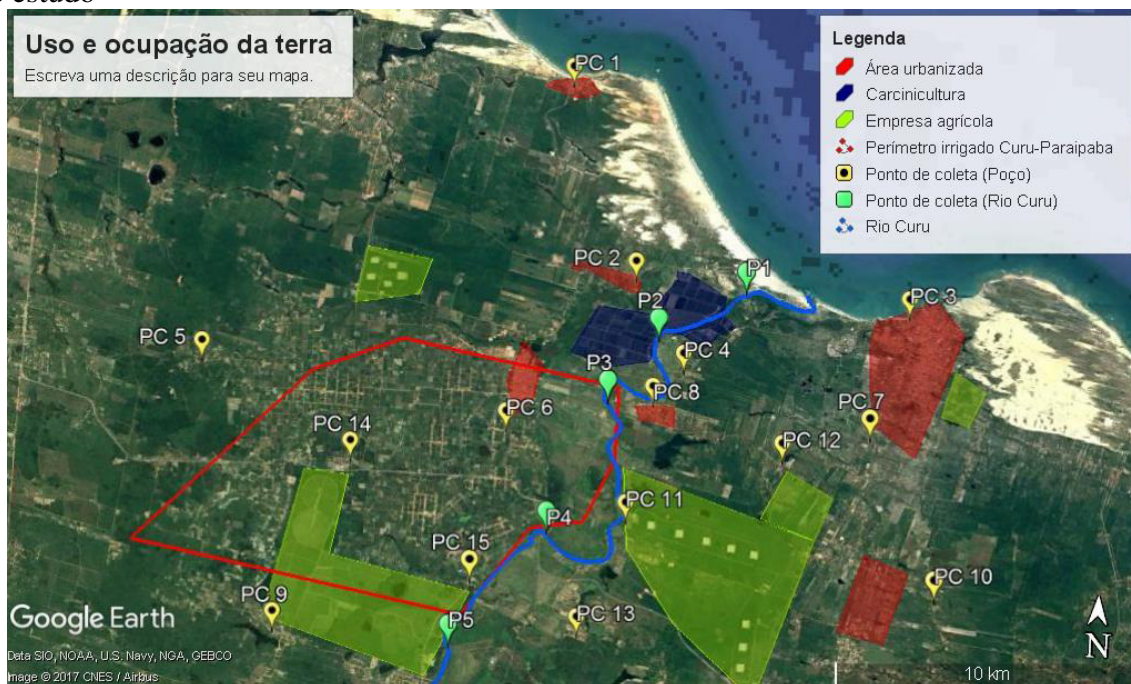 estudo
Uso e ocupação da terra
Escreva uma descrição para seu mapa.
Legenda
Área urbanizada
Carcinicultura
Empresa agrícola
Perímetro irrigado Curu-Paraipaba
Ponto de coleta (Poço)
Ponto de coleta (Rio Curu)
Rio Curu
PC 1
PC 2
P1
PC 3
P2
PC 5
PC 4
P3
PC 8
PC 6
PC 7
PC 14
PC 12
PC 11
P4
PC 15
PC 10
PC 9
P5
PC 13
Google Earth
N
Data SIO, NOAA, U.S. Navy, NGA, GEBCO
Image © 2017 CNES / Airbus
10 km